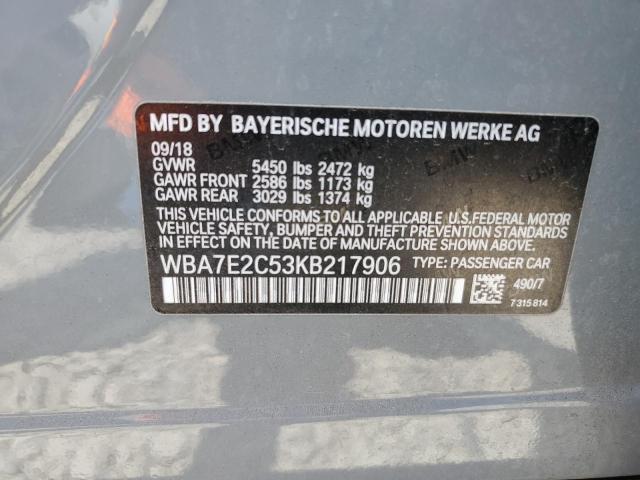 MFD BY BAYERISCHE MOTOREN WERKE AG
09/18
GVWR 5450 lbs 2472 kg
GAWR FRONT 2586 lbs 1173 kg
GAWR REAR 3029 lbs 1374 kg
THIS VEHICLE CONFORMS TO ALL APPLICABLE U.S.FEDERAL MOTOR
VEHICLE SAFETY, BUMPER AND THEFT PREVENTION STANDARDS IN
EFFECT ON THE DATE OF MANUFACTURE SHOWN ABOVE.
WBA7E2C53KB217906 TYPE: PASSENGER CAR
490/7
7 315 814